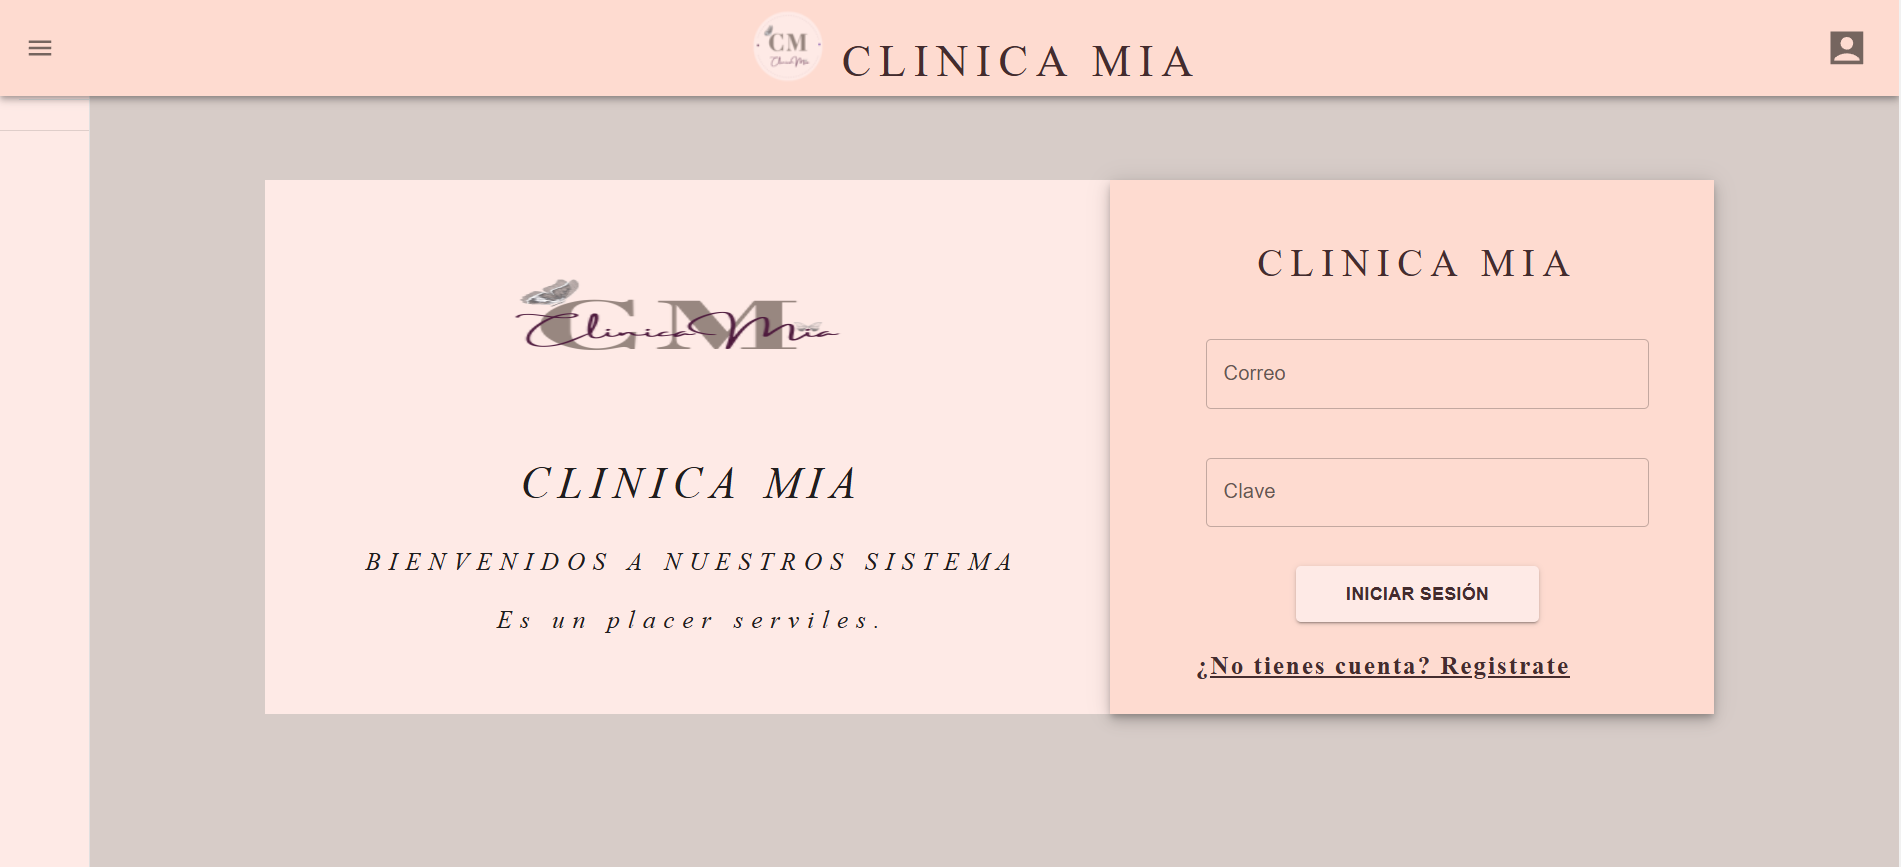 CM
Clinica Mia
CLINICA MIA
CM
Clinica Mia
CLINICA MIA
BIENVENIDOS A NUESTROS SISTEMA
Es un placer serviles.
CLINICA MIA
Correo
Clave
INICIAR SESIÓN
¿No tienes cuenta? Registrate